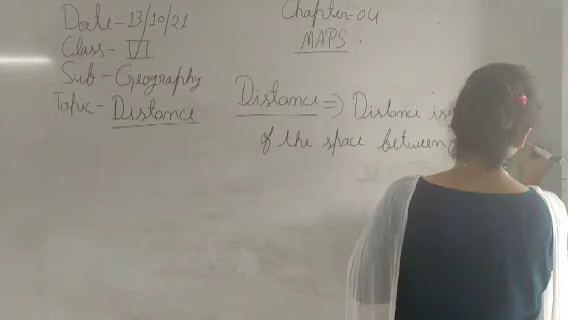 Date-13/10/21
Class-VI
Sub-Geography
Topic-Distance
Chapter-04
MAPS.
Distance => Distance is
of the space between